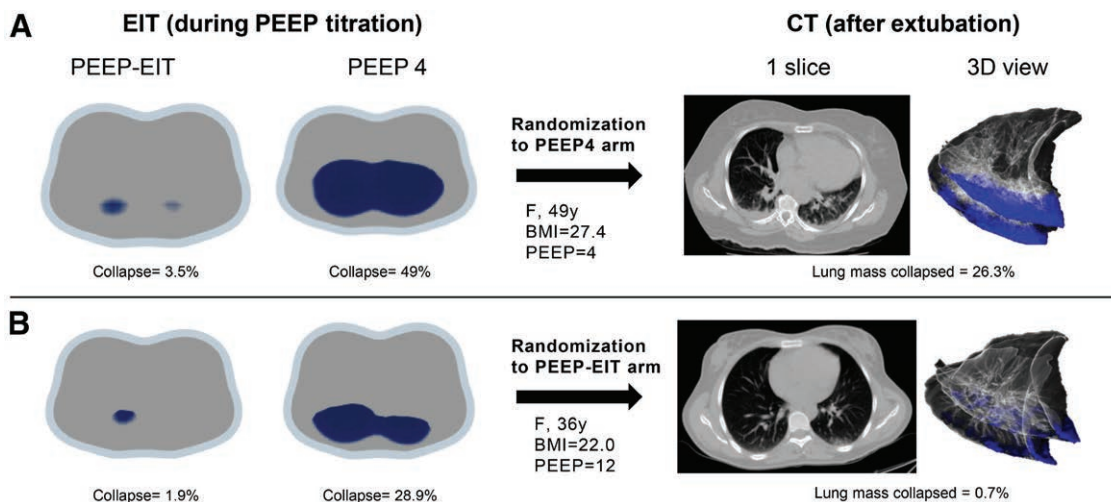 A
EIT (during PEEP titration)
CT (after extubation)
PEEP-EIT
PEEP 4
1 slice
3D view
Randomization
to PEEP4 arm
F, 49y
BMI=27.4
PEEP=4
Collapse= 3.5%
Collapse= 49%
Lung mass collapsed = 26.3%
B
Randomization
to PEEP-EIT arm
F, 36y
BMI=22.0
PEEP=12
Collapse= 1.9%
Collapse= 28.9%
Lung mass collapsed = 0.7%